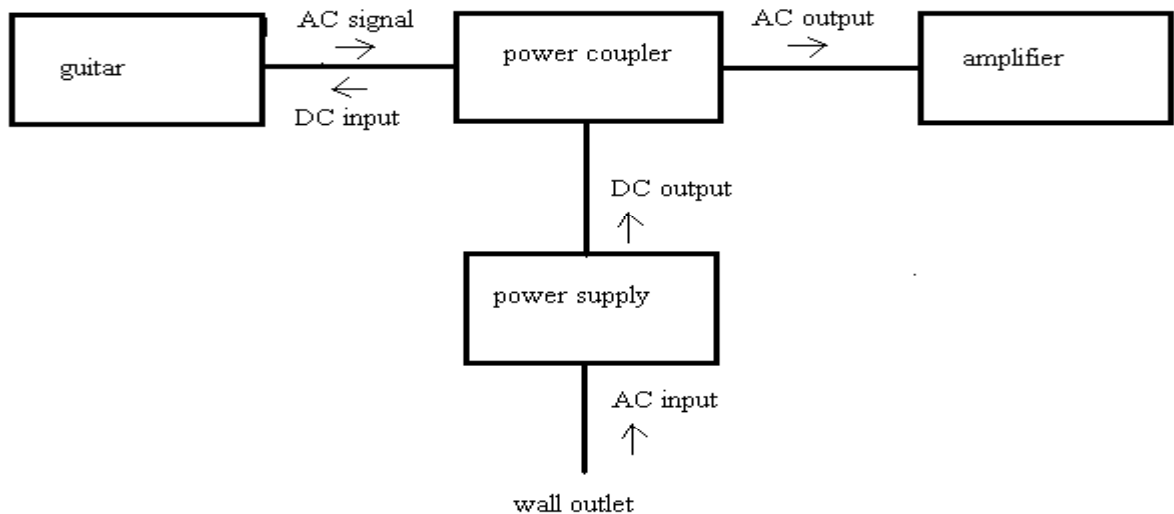 AC signal
AC output
guitar
power coupler
amplifier
DC input
DC output
power supply
AC input
wall outlet